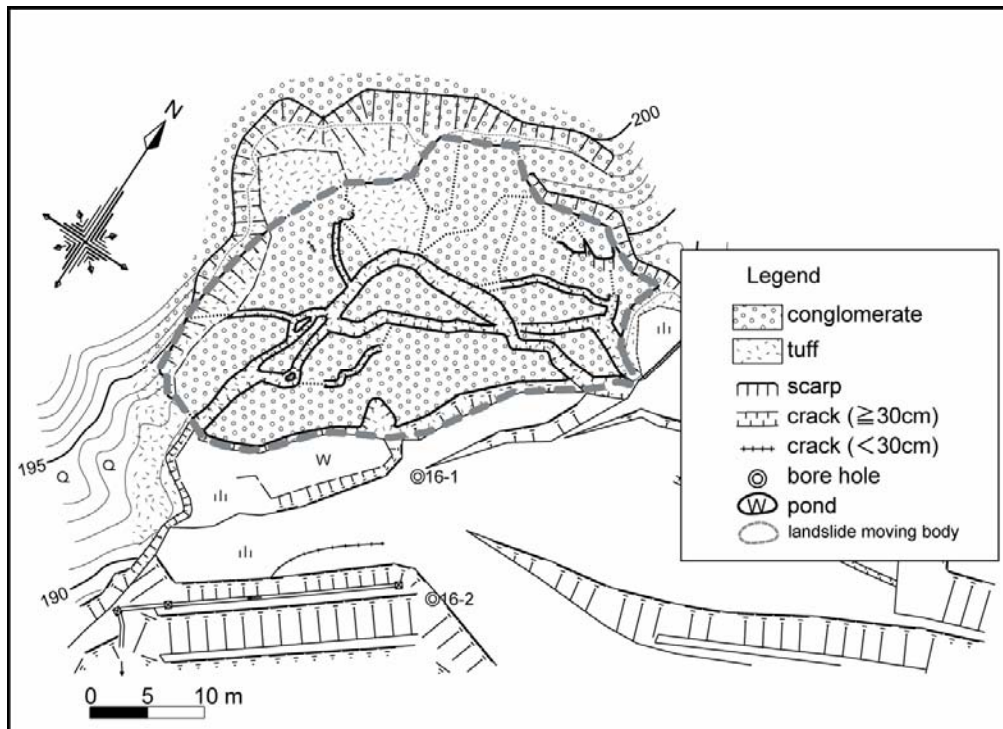 N
200
195
Q
Q
W
16-1
190
16-2
0 5 10 m
Legend
conglomerate
tuff
scarp
crack (≧30cm)
crack (<30cm)
bore hole
W pond
landslide moving body